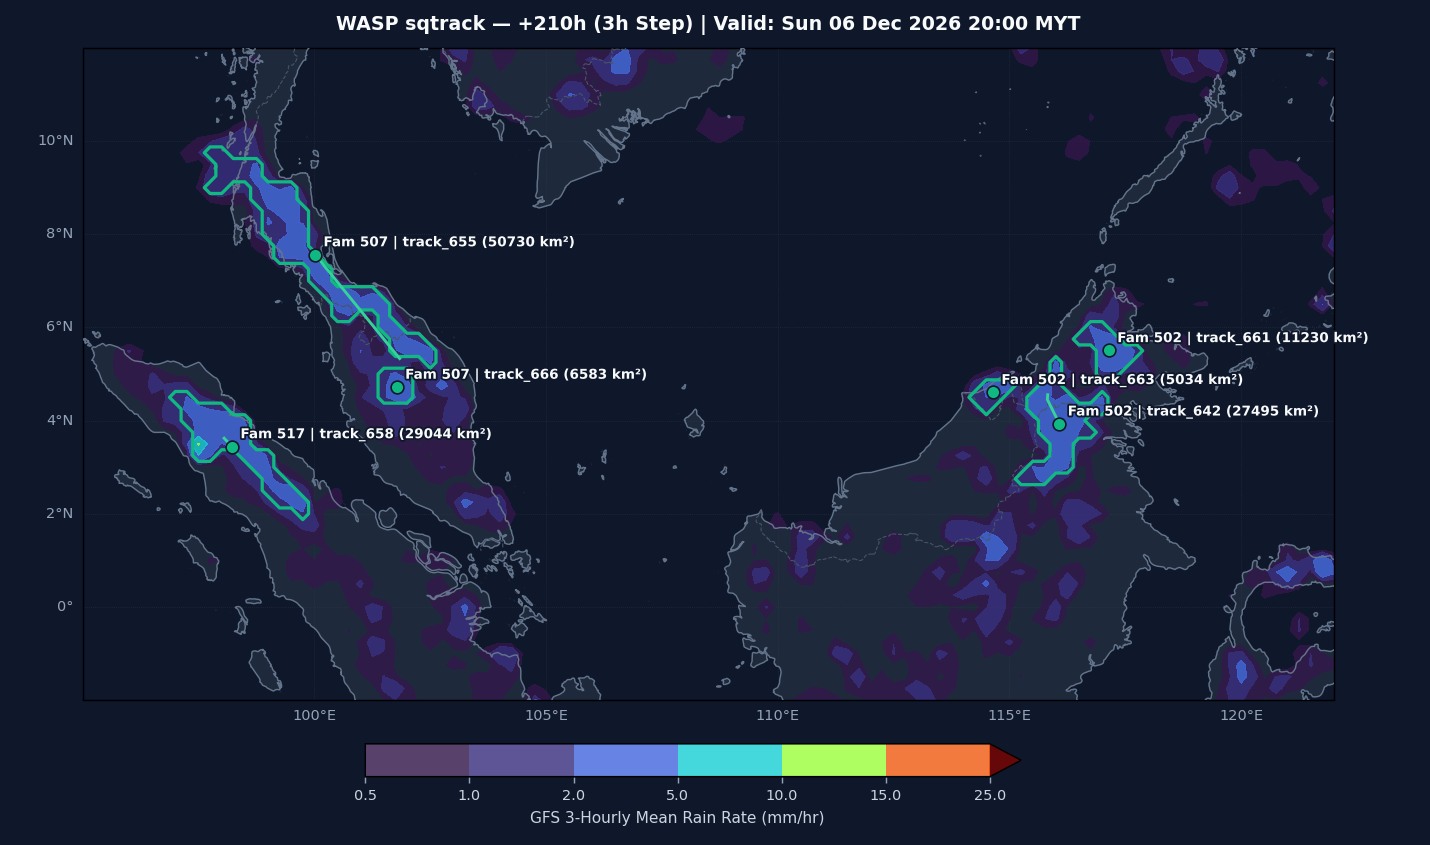 WASP sqtrack — +210h (3h Step) | Valid: Sun 06 Dec 2026 20:00 MYT
10°N
8°N
Fam 507 | track_655 (50730 km²)
6°N
Fam 502 | track_661 (11230 km²)
Fam 507 | track_666 (6583 km²)
Fam 502 | track_663 (5034 km²)
4°N
Fam 502 | track_642 (27495 km²)
Fam 517 | track_658 (29044 km²)
2°N
0°
100°E 105°E 110°E 115°E 120°E
0.5 1.0 2.0 5.0 10.0 15.0 25.0
GFS 3-Hourly Mean Rain Rate (mm/hr)